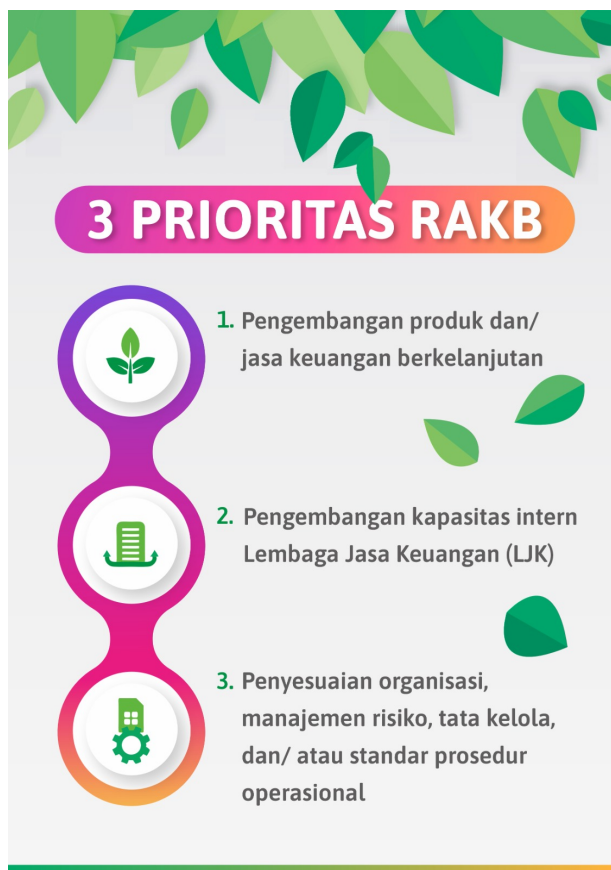 3 PRIORITAS RAKB
1. Pengembangan produk dan/
jasa keuangan berkelanjutan
2. Pengembangan kapasitas intern
Lembaga Jasa Keuangan (LJK)
3. Penyesuaian organisasi,
manajemen risiko, tata kelola,
dan/ atau standar prosedur
operasional